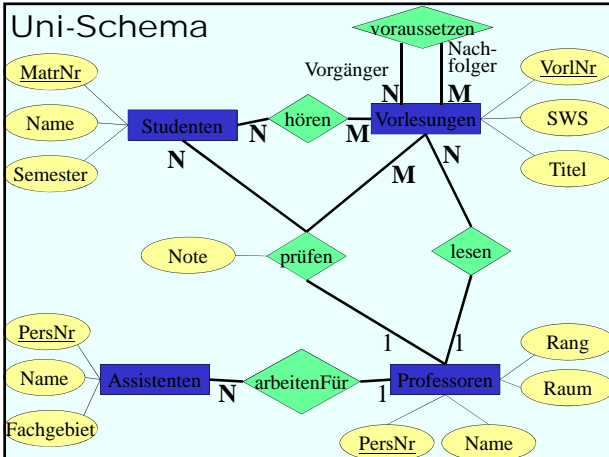 Uni-Schema
voraussetzen
Vorgänger
Nach-
folger
N
M
MatrNr
Name
Semester
Studenten
N
hören
M
Vorlesungen
VorlNr
SWS
Titel
N
M
N
Note
prüfen
lesen
1
1
PersNr
Name
Fachgebiet
Assistenten
N
arbeitenFür
1
Professoren
Rang
Raum
PersNr
Name